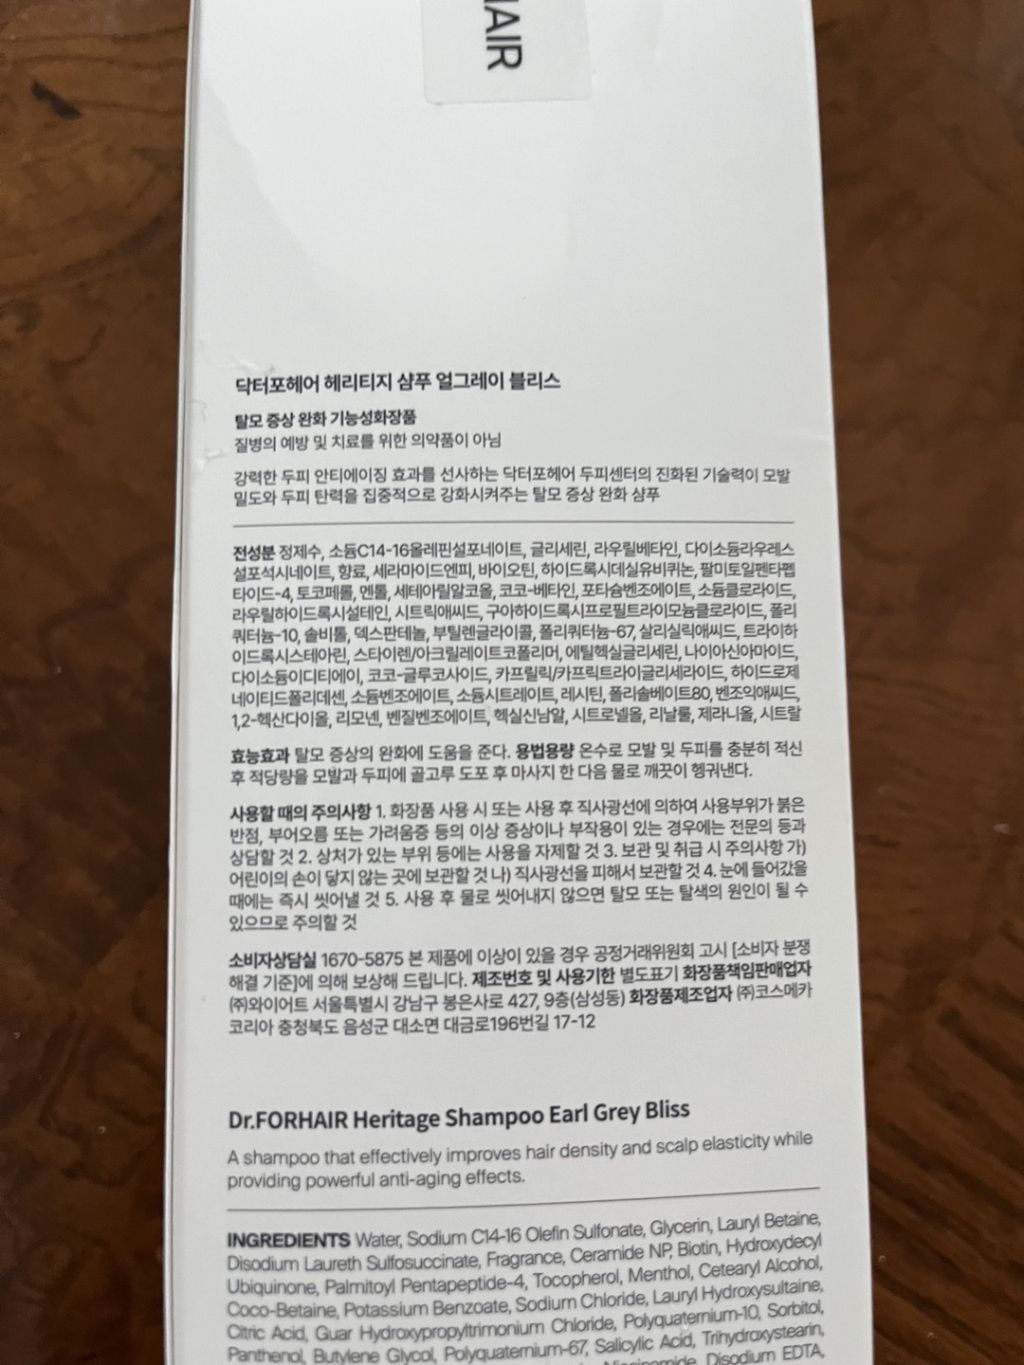 HAIR
닥터포헤어 헤리티지 샴푸 얼그레이 블리스
탈모 증상 완화 기능성화장품
질병의 예방 및 치료를 위한 의약품이 아님
강력한 두피 안티에이징 효과를 선사하는 닥터포헤어 두피센터의 진화된 기술력이 모발
밀도와 두피 탄력을 집중적으로 강화시켜주는 탈모 증상 완화 샴푸
전성분 정제수, 소듐C14-16올레핀설포네이트, 글리세린, 라우릴베타인, 다이소듐라우레스
설포석시네이트, 향료, 세라마이드엔피, 바이오틴, 하이드록시데실유비퀴논, 팔미토일펜타펩
타이드-4, 토코페롤, 멘톨, 세테아릴알코올, 코코-베타인, 포타슘벤조에이트, 소듐클로라이드,
라우릴하이드록시설테인, 시트릭애씨드, 구아하이드록시프로필트라이모늄클로라이드, 폴리
쿼터늄-10, 솔비톨, 덱스판테놀, 부틸렌글라이콜, 폴리쿼터늄-67, 살리실릭애씨드, 트라이하
이드록시스테아린, 스타이렌/아크릴레이트코폴리머, 에틸헥실글리세린, 나이아신아마이드,
다이소듐이디티에이, 코코-글루코사이드, 카프릴릭/카프릭트라이글리세라이드, 하이드로제
네이티드폴리데센, 소듐벤조에이트, 소듐시트레이트, 레시틴, 폴리솔베이트80, 벤조익애씨드,
1,2-헥산다이올, 리모넨, 벤질벤조에이트, 헥실신남알, 시트로넬올, 리날룰, 제라니올, 시트랄
효능효과 탈모 증상의 완화에 도움을 준다. 용법용량 온수로 모발 및 두피를 충분히 적신
후 적당량을 모발과 두피에 골고루 도포 후 마사지 한 다음 물로 깨끗이 헹궈낸다.
사용할 때의 주의사항 1. 화장품 사용 시 또는 사용 후 직사광선에 의하여 사용부위가 붉은
반점, 부어오름 또는 가려움증 등의 이상 증상이나 부작용이 있는 경우에는 전문의 등과
상담할 것 2. 상처가 있는 부위 등에는 사용을 자제할 것 3. 보관 및 취급 시 주의사항 가)
어린이의 손이 닿지 않는 곳에 보관할 것 나) 직사광선을 피해서 보관할 것 4. 눈에 들어갔을
때에는 즉시 씻어낼 것 5. 사용 후 물로 씻어내지 않으면 탈모 또는 탈색의 원인이 될 수
있으므로 주의할 것
소비자상담실 1670-5875 본 제품에 이상이 있을 경우 공정거래위원회 고시 [소비자 분쟁
해결 기준]에 의해 보상해 드립니다. 제조번호 및 사용기한 별도표기 화장품책임판매업자
㈜와이어트 서울특별시 강남구 봉은사로 427, 9층(삼성동) 화장품제조업자 ㈜코스메카
코리아 충청북도 음성군 대소면 대금로196번길 17-12
Dr.FORHAIR Heritage Shampoo Earl Grey Bliss
A shampoo that effectively improves hair density and scalp elasticity while
providing powerful anti-aging effects.
INGREDIENTS Water, Sodium C14-16 Olefin Sulfonate, Glycerin, Lauryl Betaine,
Disodium Laureth Sulfosuccinate, Fragrance, Ceramide NP, Biotin, Hydroxydecyl
Ubiquinone, Palmitoyl Pentapeptide-4, Tocopherol, Menthol, Cetearyl Alcohol,
Coco-Betaine, Potassium Benzoate, Sodium Chloride, Lauryl Hydroxysultaine,
Citric Acid, Guar Hydroxypropyltrimonium Chloride, Polyquaternium-10, Sorbitol,
Panthenol, Butylene Glycol, Polyquaternium-67, Salicylic Acid, Trihydroxystearin,
Niacinamide, Disodium EDTA,